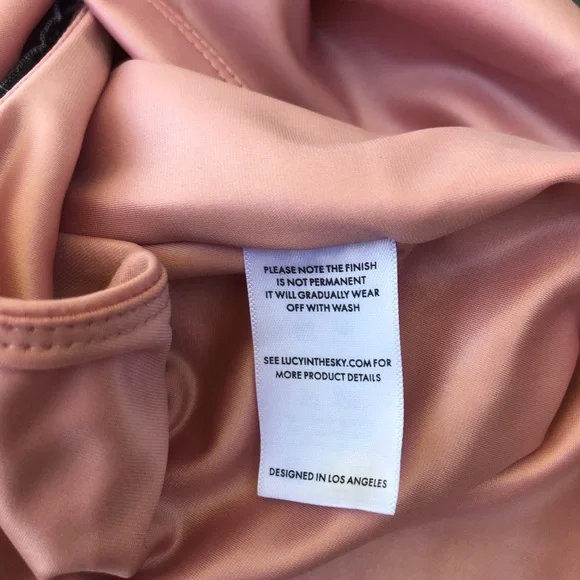 PLEASE NOTE THE FINISH
IS NOT PERMANENT
IT WILL GRADUALLY WEAR
OFF WITH WASH
SEE LUCYINTHESKY.COM FOR
MORE PRODUCT DETAILS
DESIGNED IN LOS ANGELES